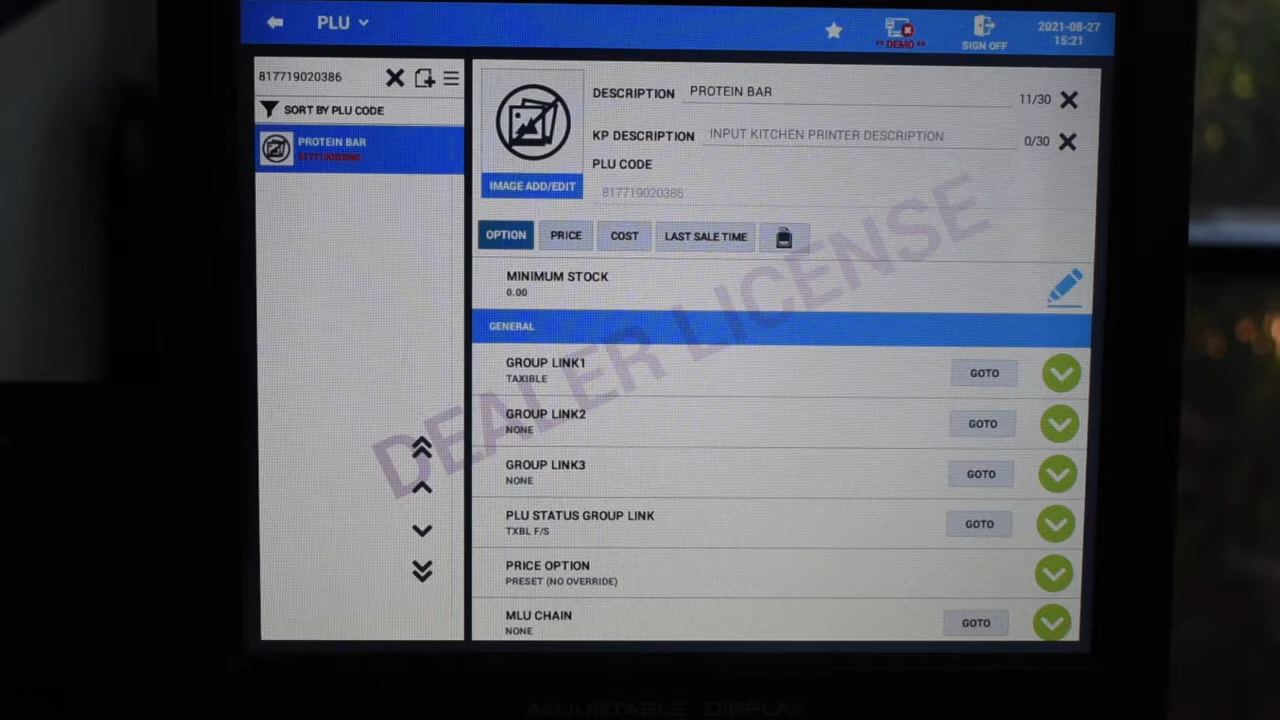 PLU
** DEMO **
SIGN OFF
2021-08-27
15:21
817719020386
SORT BY PLU CODE
PROTEIN BAR
817719020386
IMAGE ADD/EDIT
DESCRIPTION PROTEIN BAR 11/30
KP DESCRIPTION INPUT KITCHEN PRINTER DESCRIPTION 0/30
PLU CODE
817719020386
OPTION PRICE COST LAST SALE TIME
MINIMUM STOCK
0.00
GENERAL
GROUP LINK1
TAXIBLE
GOTO
GROUP LINK2
NONE
GOTO
GROUP LINK3
NONE
GOTO
PLU STATUS GROUP LINK
TXBL F/S
GOTO
PRICE OPTION
PRESET (NO OVERRIDE)
MLU CHAIN
NONE
GOTO
DEALER LICENSE
ADJUSTABLE DISPLAY